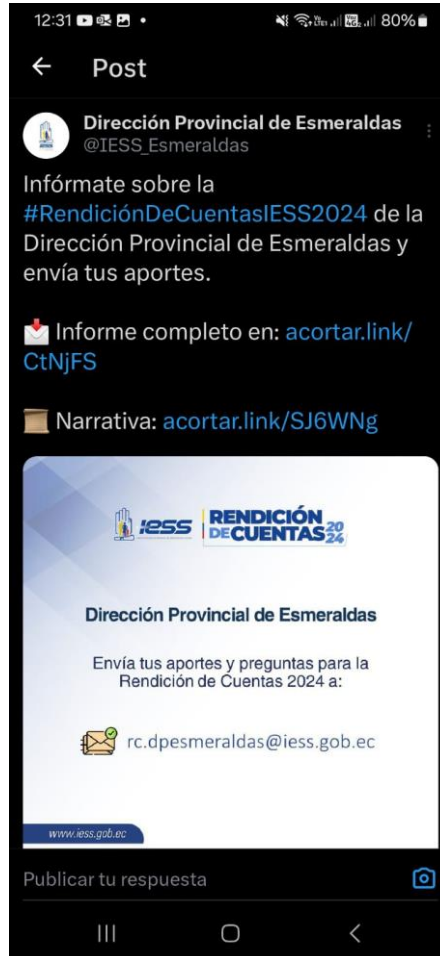 12:31
80%
Post
Dirección Provincial de Esmeraldas
@IESS_Esmeraldas
Infórmate sobre la
#RendiciónDeCuentasIESS2024 de la
Dirección Provincial de Esmeraldas y
envía tus aportes.
Informe completo en: acortar.link/
CtNjFS
Narrativa: acortar.link/SJ6WNg
IESS RENDICIÓN
DE CUENTAS 2024
Dirección Provincial de Esmeraldas
Envía tus aportes y preguntas para la
Rendición de Cuentas 2024 a:
rc.dpesmeraldas@iess.gob.ec
www.iess.gob.ec
Publicar tu respuesta